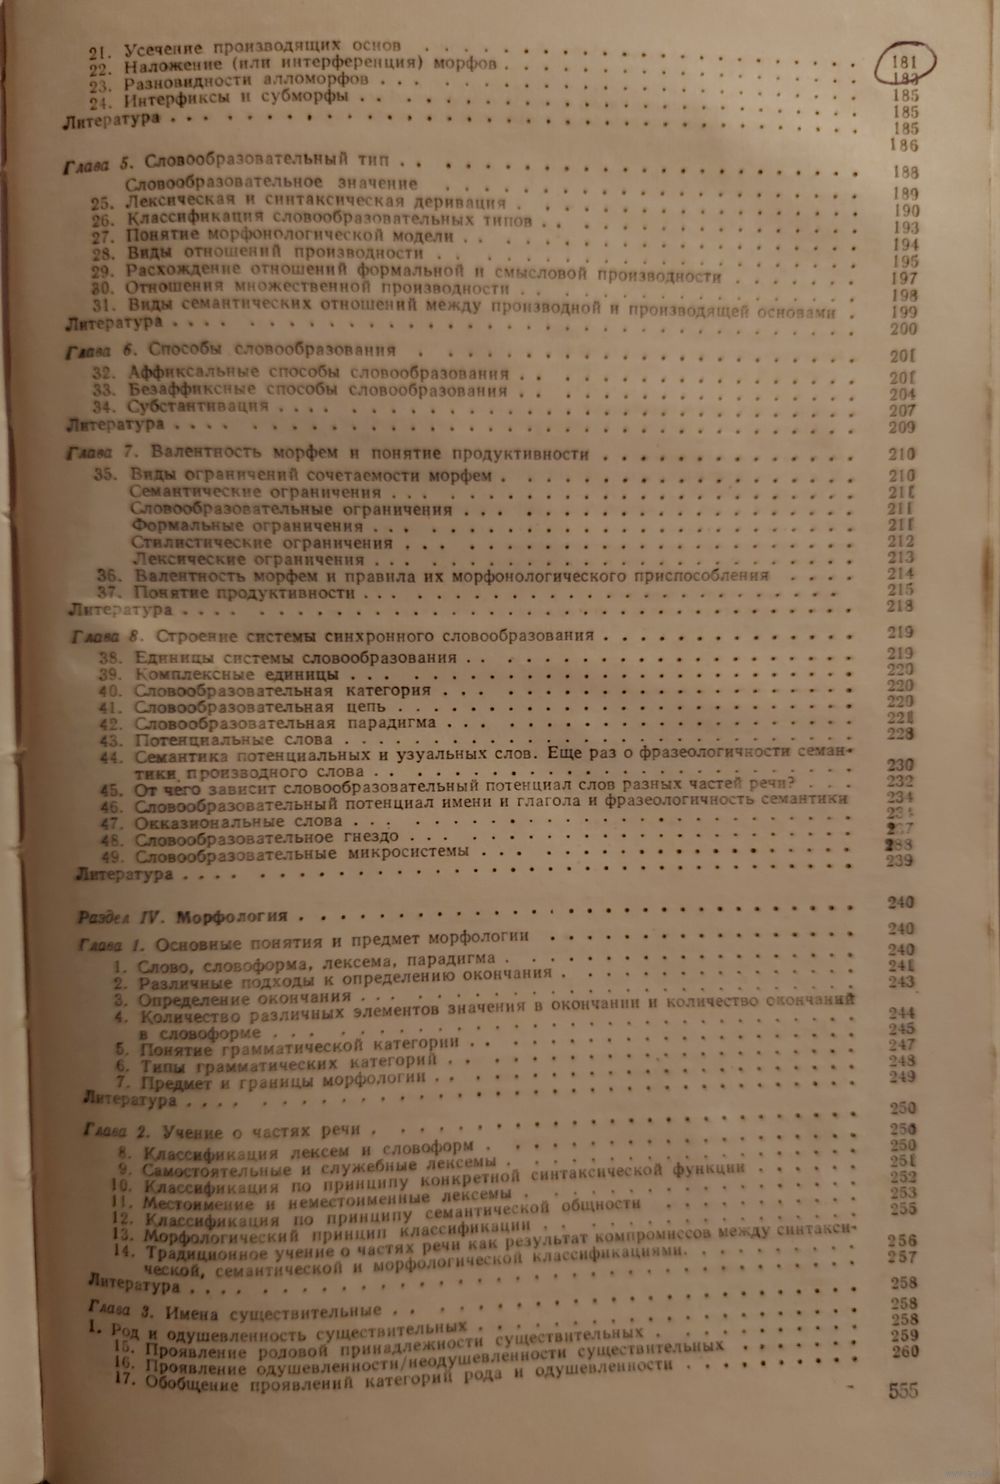 21. Усечение производящих основ . . . . . . . . . . . . . . . 181
22. Наложение (или интерференция) морфов . . . . . . . . . . . . 183
23. Разновидности алломорфов . . . . . . . . . . . . . . . 185
24. Интерфиксы и субморфы . . . . . . . . . . . . . . . 185
Литература . . . . . . . . . . . . . . . 185
186
Глава 5. Словообразовательный тип . . . . . . . . . . . . . . . 188
Словообразовательное значение . . . . . . . . . . . . . . . 189
25. Лексическая и синтаксическая деривация . . . . . . . . . . . . 190
26. Классификация словообразовательных типов . . . . . . . . . . . . 193
27. Понятие морфонологической модели . . . . . . . . . . . . 194
28. Виды отношений производности . . . . . . . . . . . . 195
29. Расхождение отношений формальной и смысловой производности . . . . . . 197
30. Отношения множественной производности . . . . . . . . . . . . 198
31. Виды семантических отношений между производной и производящей основами . 199
Литература . . . . . . . . . . . . . . . 200
Глава 6. Способы словообразования . . . . . . . . . . . . . . . 201
32. Аффиксальные способы словообразования . . . . . . . . . . . . 201
33. Безаффиксные способы словообразования . . . . . . . . . . . . 204
34. Субстантивация . . . . . . . . . . . . . . . 207
Литература . . . . . . . . . . . . . . . 209
Глава 7. Валентность морфем и понятие продуктивности . . . . . . . . . . . . 210
35. Виды ограничений сочетаемости морфем . . . . . . . . . . . . 210
Семантические ограничения . . . . . . . . . . . . . . . 211
Словообразовательные ограничения . . . . . . . . . . . . . . . 211
Формальные ограничения . . . . . . . . . . . . . . . 211
Стилистические ограничения . . . . . . . . . . . . . . . 212
Лексические ограничения . . . . . . . . . . . . . . . 213
36. Валентность морфем и правила их морфонологического приспособления . . . . 214
37. Понятие продуктивности . . . . . . . . . . . . . . . 215
Литература . . . . . . . . . . . . . . . 218
Глава 8. Строение системы синхронного словообразования . . . . . . . . . . . . 219
38. Единицы системы словообразования . . . . . . . . . . . . . . . 219
39. Комплексные единицы . . . . . . . . . . . . . . . 220
40. Словообразовательная категория . . . . . . . . . . . . . . . 220
41. Словообразовательная цепь . . . . . . . . . . . . . . . 220
42. Словообразовательная парадигма . . . . . . . . . . . . . . . 221
43. Потенциальные слова . . . . . . . . . . . . . . . 223
44. Семантика потенциальных и узуальных слов. Еще раз о фразеологичности семан-
тики производного слова . . . . . . . . . . . . . . . 230
45. От чего зависит словообразовательный потенциал слов разных частей речи? . . . 232
46. Словообразовательный потенциал имени и глагола и фразеологичность семантики 234
47. Окказиональные слова . . . . . . . . . . . . . . .
48. Словообразовательное гнездо . . . . . . . . . . . . . . . 237
49. Словообразовательные микросистемы . . . . . . . . . . . . . . . 238
Литература . . . . . . . . . . . . . . . 239
Раздел IV. Морфология . . . . . . . . . . . . . . . 240
Глава 1. Основные понятия и предмет морфологии . . . . . . . . . . . . . . . 240
1. Слово, словоформа, лексема, парадигма . . . . . . . . . . . . . . . 240
2. Различные подходы к определению окончания . . . . . . . . . . . . 241
3. Определение окончания . . . . . . . . . . . . . . . 243
4. Количество различных элементов значения в окончании и количество окончаний
в словоформе . . . . . . . . . . . . . . . 244
5. Понятие грамматической категории . . . . . . . . . . . . . . . 245
6. Типы грамматических категорий . . . . . . . . . . . . . . . 247
7. Предмет и границы морфологии . . . . . . . . . . . . . . . 248
Литература . . . . . . . . . . . . . . . 249
Глава 2. Учение о частях речи . . . . . . . . . . . . . . . 250
8. Классификация лексем и словоформ . . . . . . . . . . . . . . . 250
9. Самостоятельные и служебные лексемы . . . . . . . . . . . . . . . 250
10. Классификация по принципу конкретной синтаксической функции . . . . . . 251
11. Местоимение и неместоименные лексемы . . . . . . . . . . . . . . . 252
12. Классификация по принципу семантической общности . . . . . . . . . 253
13. Морфологический принцип классификации . . . . . . . . . . . . . . . 255
14. Традиционное учение о частях речи как результат компромиссов между синтакси-
ческой, семантической и морфологической классификациями . . . . . . . . . 256
Литература . . . . . . . . . . . . . . . 257
Глава 3. Имена существительные . . . . . . . . . . . . . . . 258
1. Род и одушевленность существительных . . . . . . . . . . . . . . . 258
15. Проявление родовой принадлежности существительных . . . . . . . . . 258
16. Проявление одушевленности/неодушевленности существительных . . . . . . 259
17. Обобщение проявлений категорий рода и одушевленности . . . . . . . . . 260
555